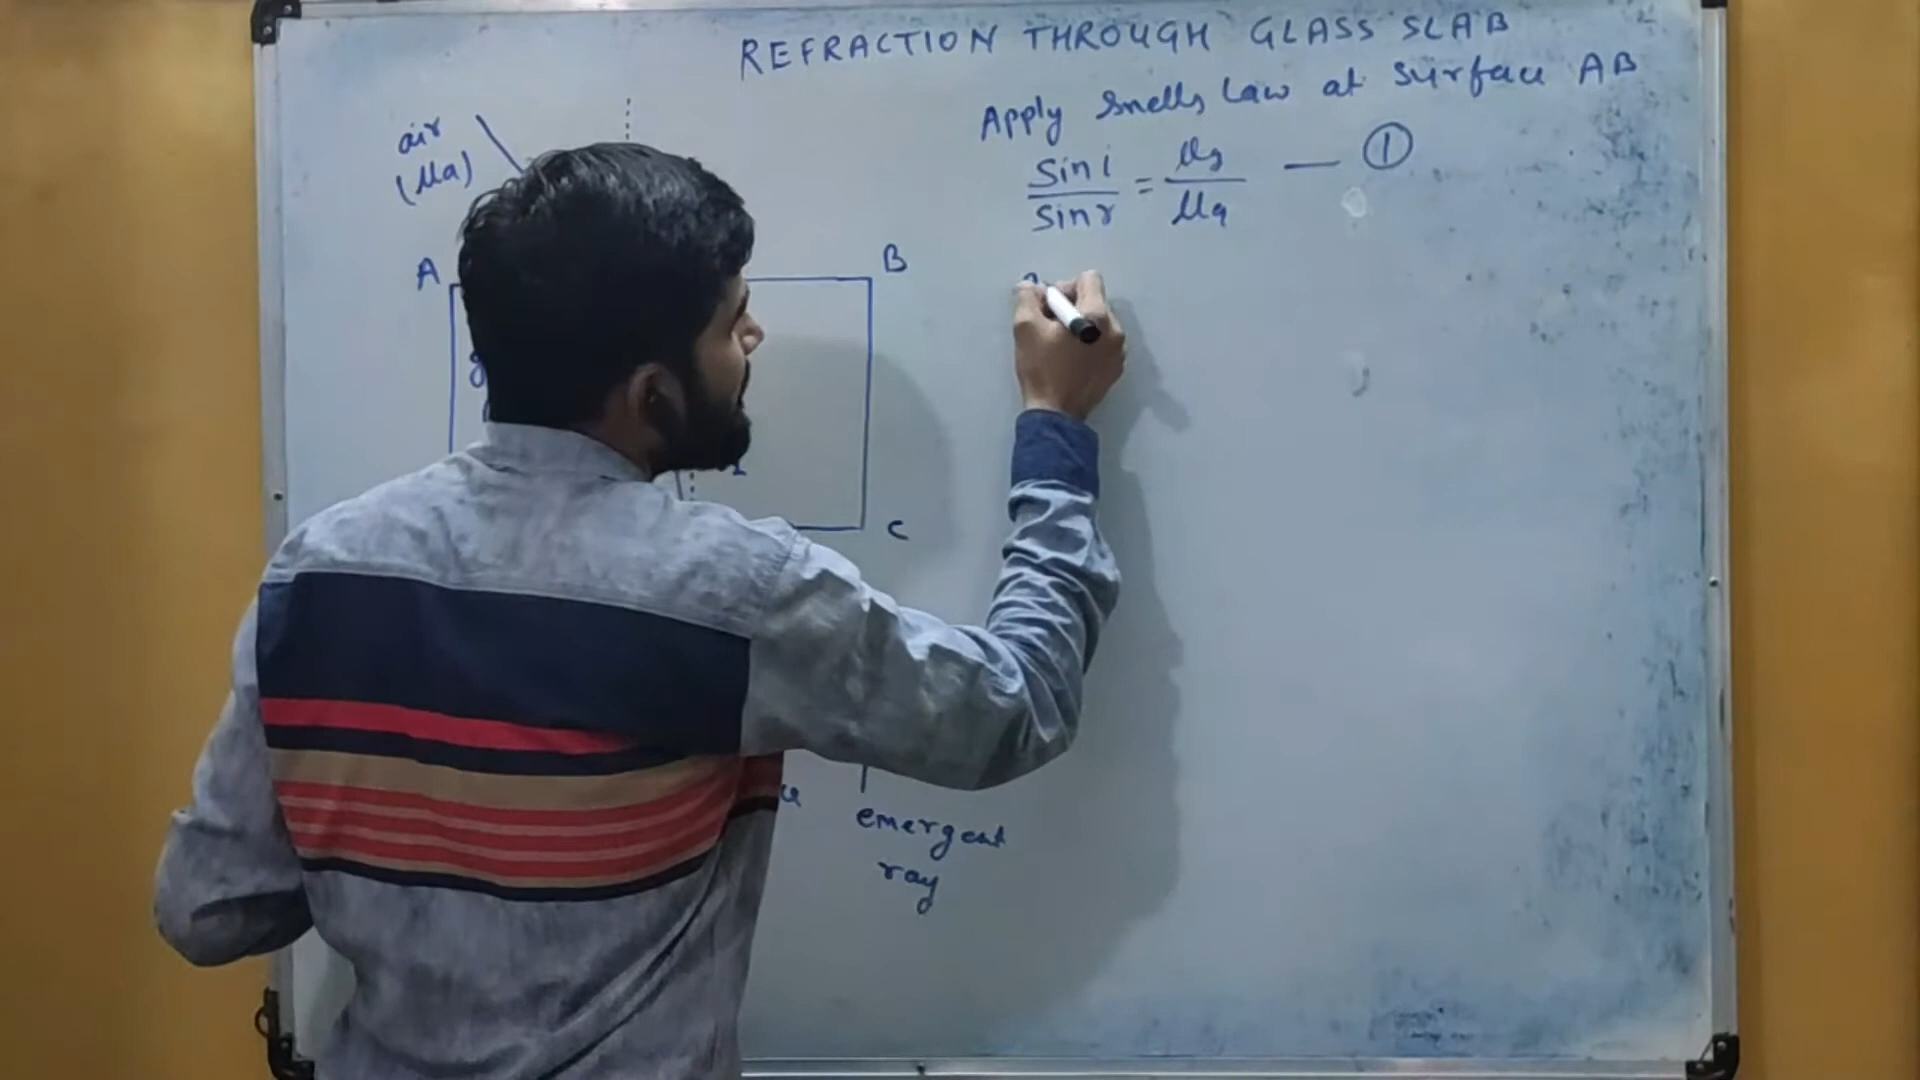 REFRACTION THROUGH GLASS SLAB
Apply Snells Law at Surface AB
sin i / sin r = μg / μa — ①
air
(μa)
A
B
g
r
C
emergent
ray